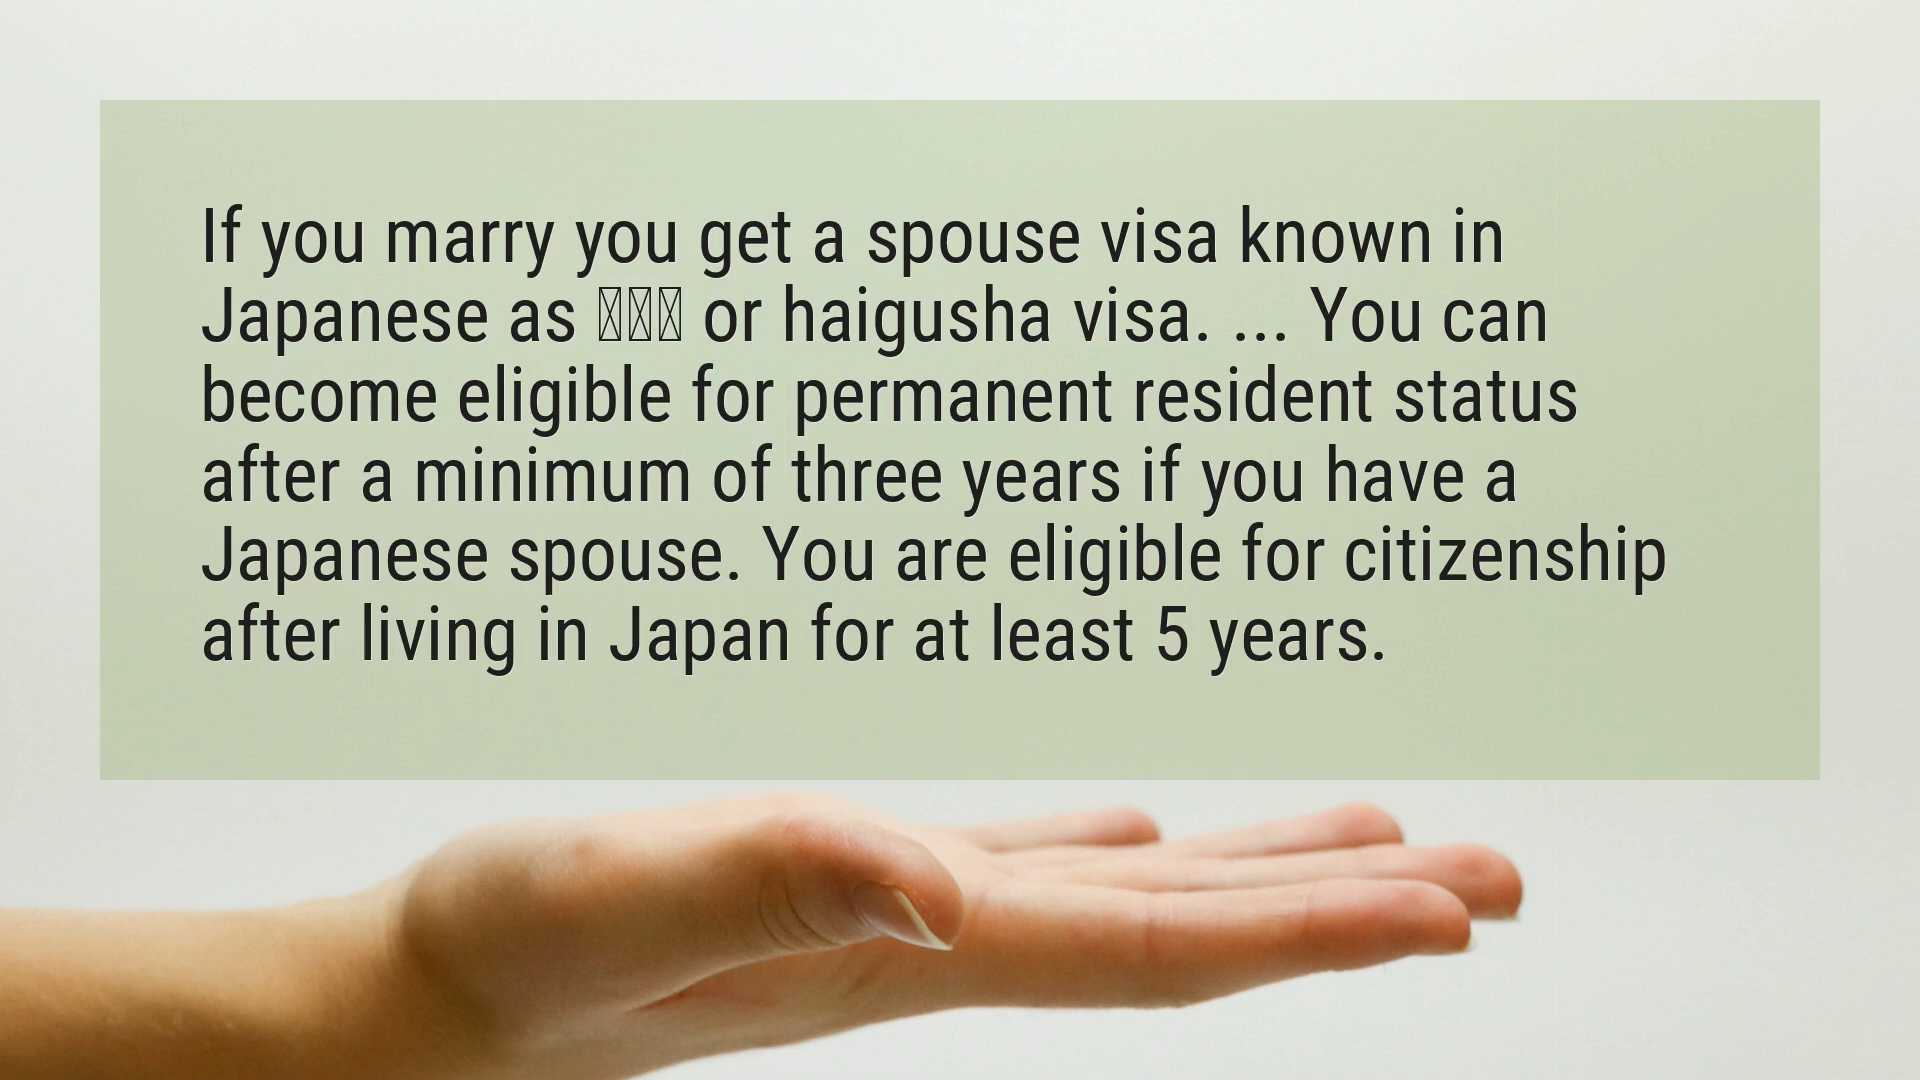 If you marry you get a spouse visa known in
Japanese as or haigusha visa. ... You can
become eligible for permanent resident status
after a minimum of three years if you have a
Japanese spouse. You are eligible for citizenship
after living in Japan for at least 5 years.